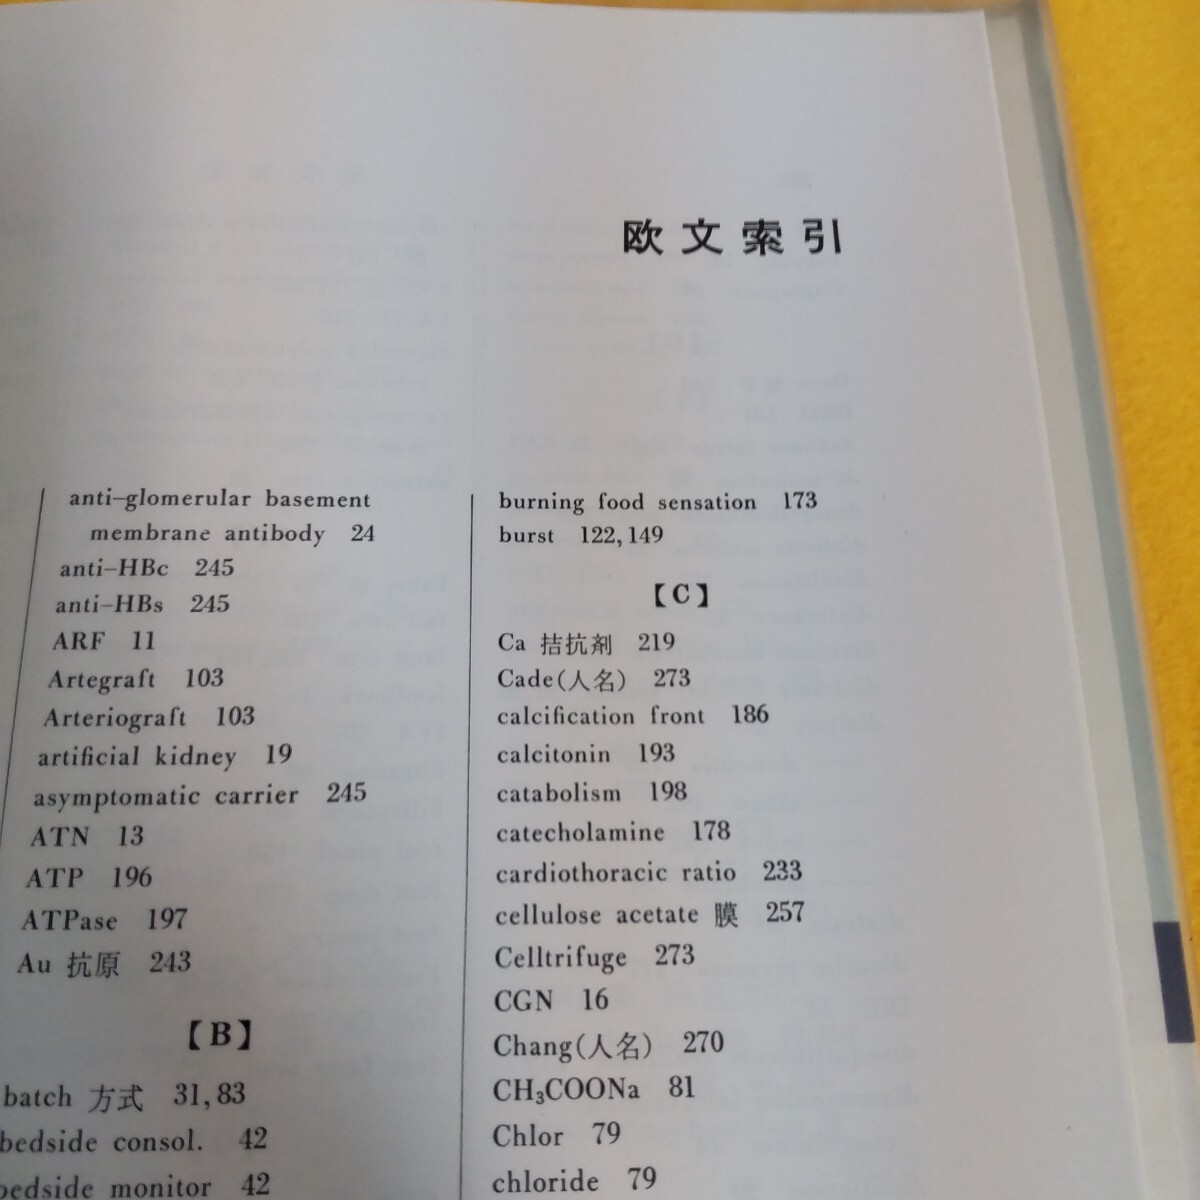 欧文索引
anti-glomerular basement
membrane antibody 24
anti-HBc 245
anti-HBs 245
ARF 11
Artegraft 103
Arteriograft 103
artificial kidney 19
asymptomatic carrier 245
ATN 13
ATP 196
ATPase 197
Au 抗原 243
【B】
batch 方式 31,83
bedside consol. 42
bedside monitor 42
burning food sensation 173
burst 122,149
【C】
Ca 拮抗剤 219
Cade(人名) 273
calcification front 186
calcitonin 193
catabolism 198
catecholamine 178
cardiothoracic ratio 233
cellulose acetate 膜 257
Celltrifuge 273
CGN 16
Chang(人名) 270
CH₃COONa 81
Chlor 79
chloride 79